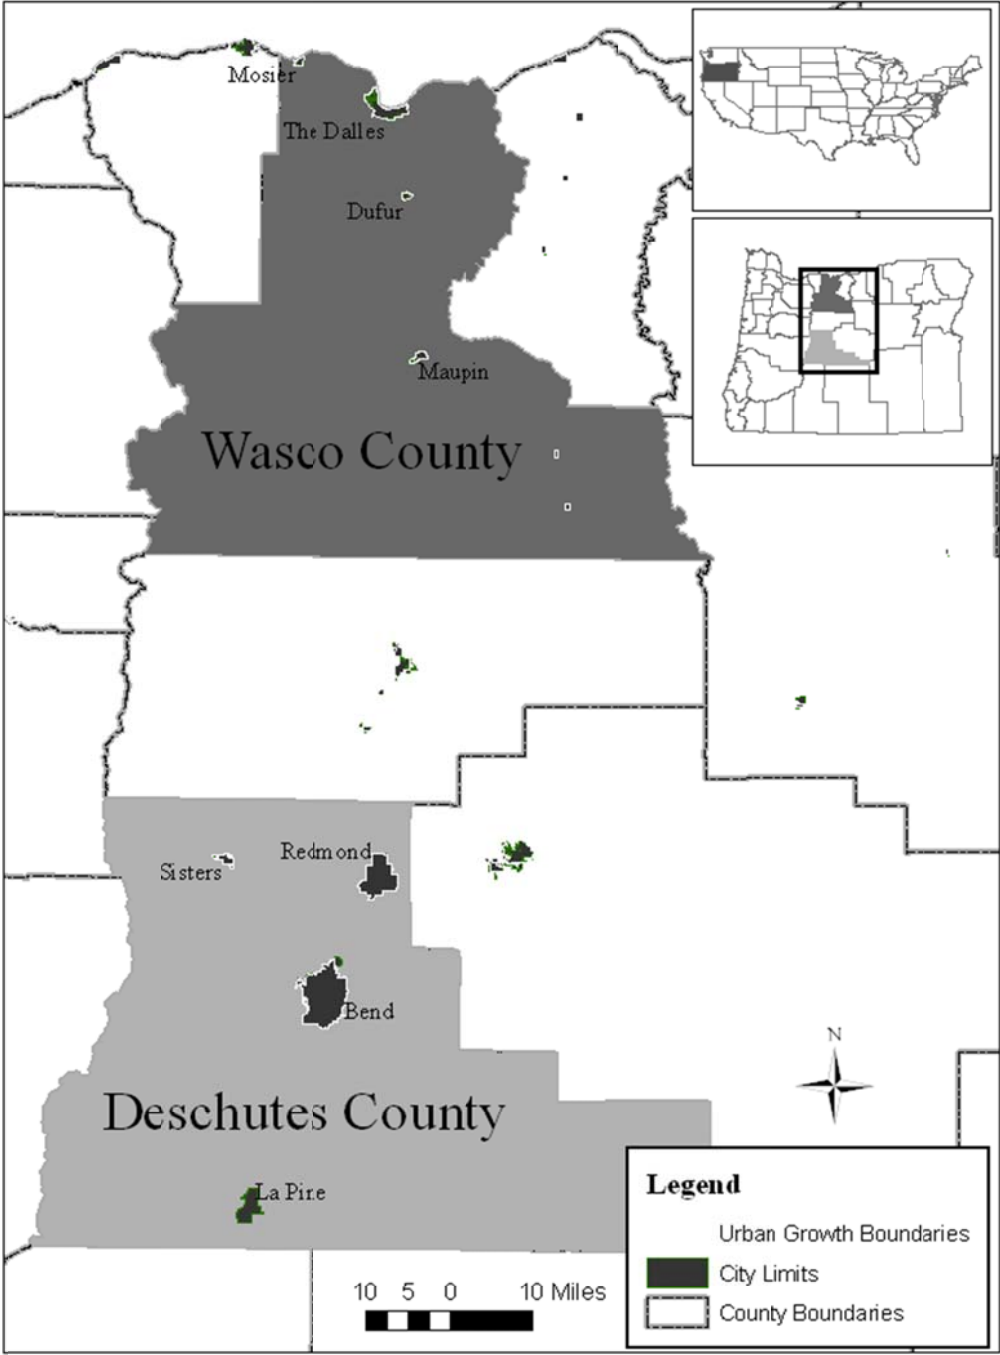 Mosier
The Dalles
Dufur
Maupin
Wasco County
Redmond
Sisters
Bend
N
Deschutes County
La Pine
Legend
Urban Growth Boundaries
City Limits
County Boundaries
10 5 0 10 Miles